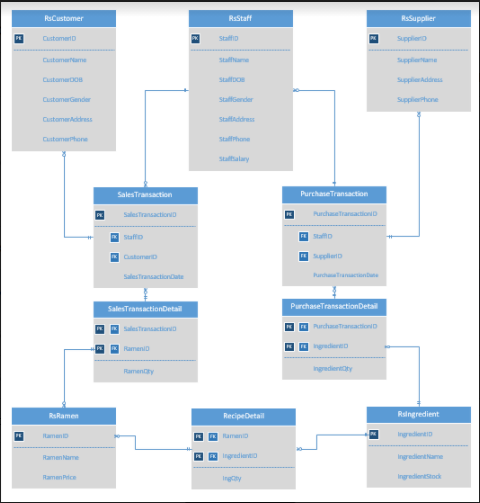 RsCustomer
PK CustomerID
CustomerName
CustomerDOB
CustomerGender
CustomerAddress
CustomerPhone
RsStaff
PK StaffID
StaffName
StaffDOB
StaffGender
StaffAddress
StaffPhone
StaffSalary
RsSupplier
PK SupplierID
SupplierName
SupplierAddress
SupplierPhone
SalesTransaction
PK SalesTransactionID
FK StaffID
FK CustomerID
SalesTransactionDate
PurchaseTransaction
PK PurchaseTransactionID
FK StaffID
FK SupplierID
PurchaseTransactionDate
SalesTransactionDetail
PK FK SalesTransactionID
PK FK RamenID
RamenQty
PurchaseTransactionDetail
PK FK PurchaseTransactionID
PK FK IngredientID
IngredientQty
RsRamen
PK RamenID
RamenName
RamenPrice
RecipeDetail
PK FK RamenID
PK FK IngredientID
IngQty
RsIngredient
PK IngredientID
IngredientName
IngredientStock